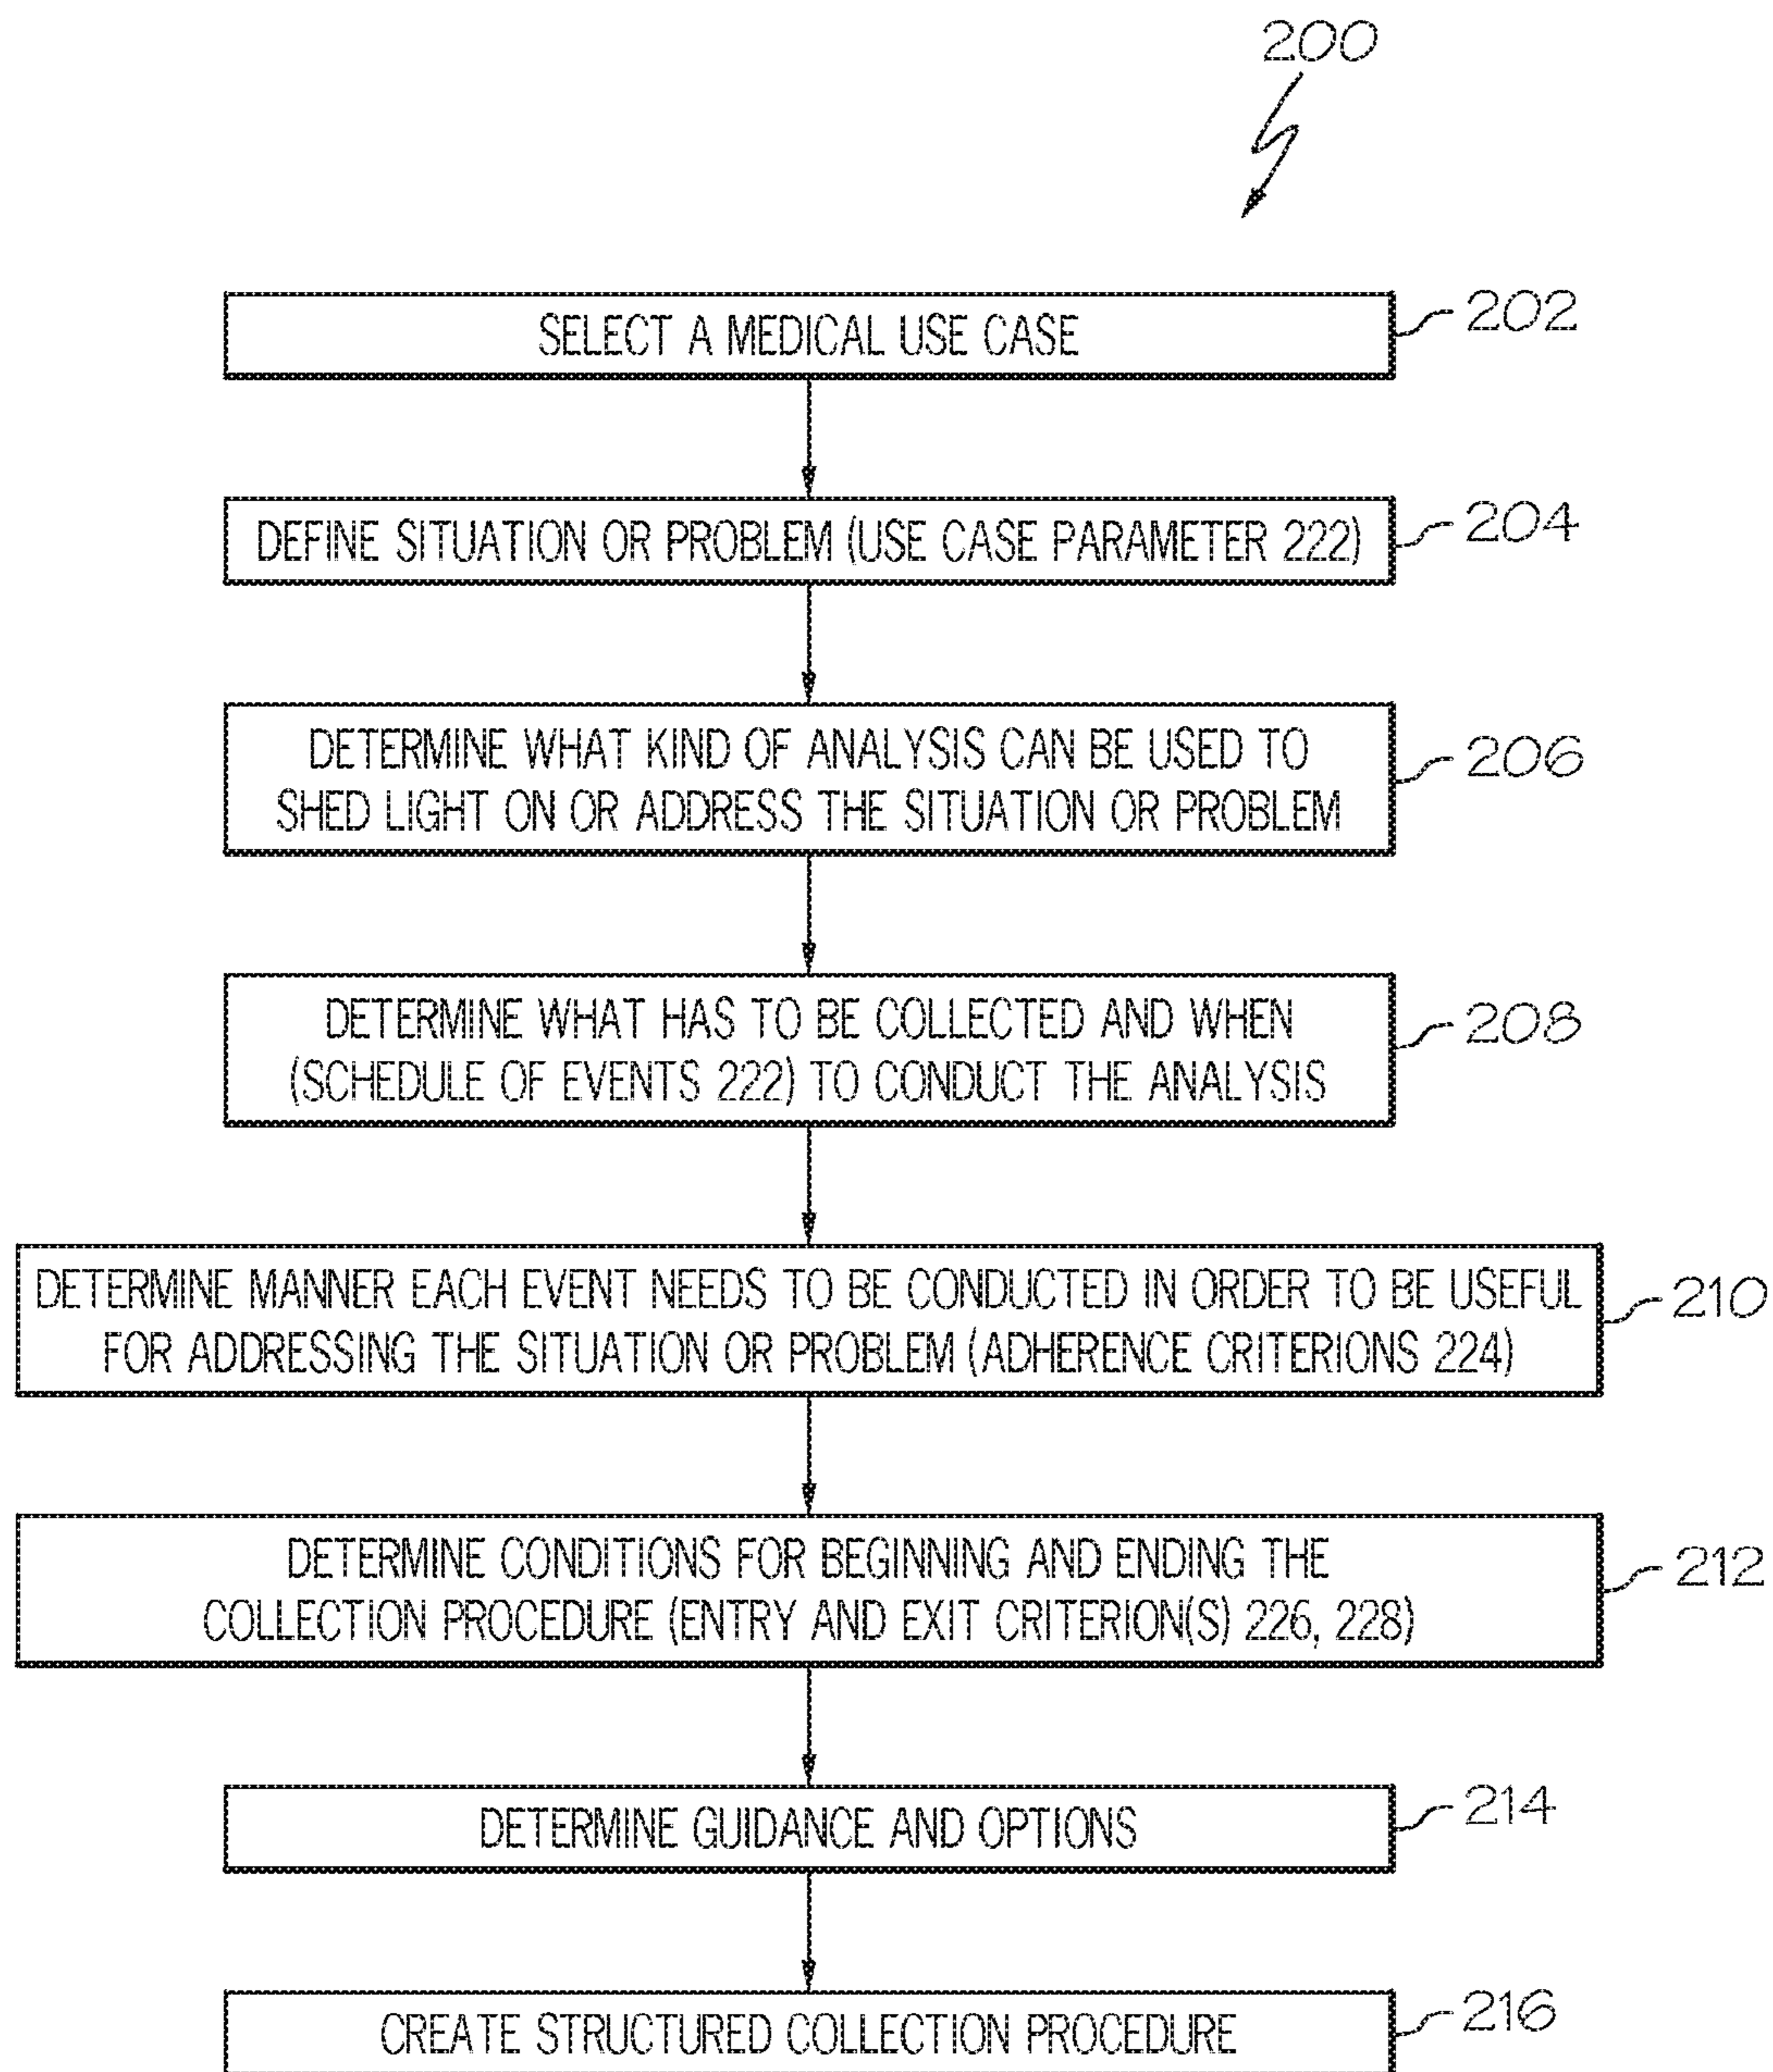 200
SELECT A MEDICAL USE CASE
202
DEFINE SITUATION OR PROBLEM (USE CASE PARAMETER 222)
204
DETERMINE WHAT KIND OF ANALYSIS CAN BE USED TO
SHED LIGHT ON OR ADDRESS THE SITUATION OR PROBLEM
206
DETERMINE WHAT HAS TO BE COLLECTED AND WHEN
(SCHEDULE OF EVENTS 222) TO CONDUCT THE ANALYSIS
208
DETERMINE MANNER EACH EVENT NEEDS TO BE CONDUCTED IN ORDER TO BE USEFUL
FOR ADDRESSING THE SITUATION OR PROBLEM (ADHERENCE CRITERIONS 224)
210
DETERMINE CONDITIONS FOR BEGINNING AND ENDING THE
COLLECTION PROCEDURE (ENTRY AND EXIT CRITERION(S) 226, 228)
212
DETERMINE GUIDANCE AND OPTIONS
214
CREATE STRUCTURED COLLECTION PROCEDURE
216